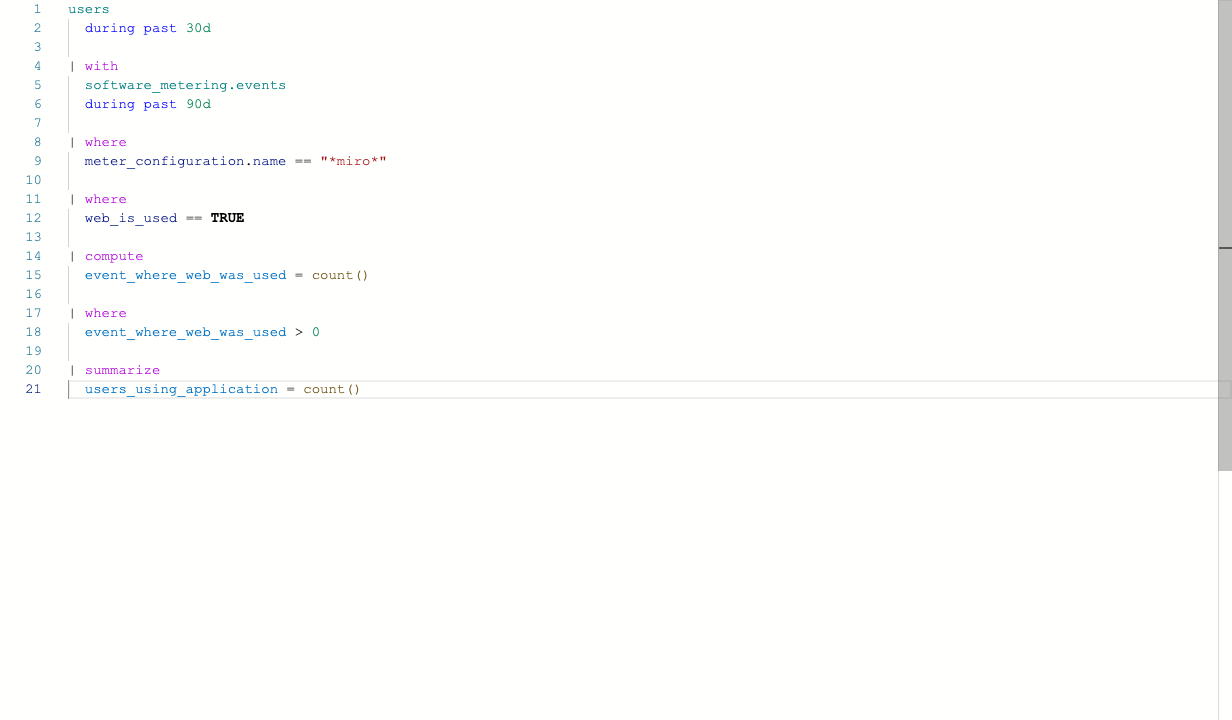 1 users
2 during past 30d
3
4 | with
5 software_metering.events
6 during past 90d
7
8 | where
9 meter_configuration.name == "*miro*"
10
11 | where
12 web_is_used == TRUE
13
14 | compute
15 event_where_web_was_used = count()
16
17 | where
18 event_where_web_was_used > 0
19
20 | summarize
21 users_using_application = count()